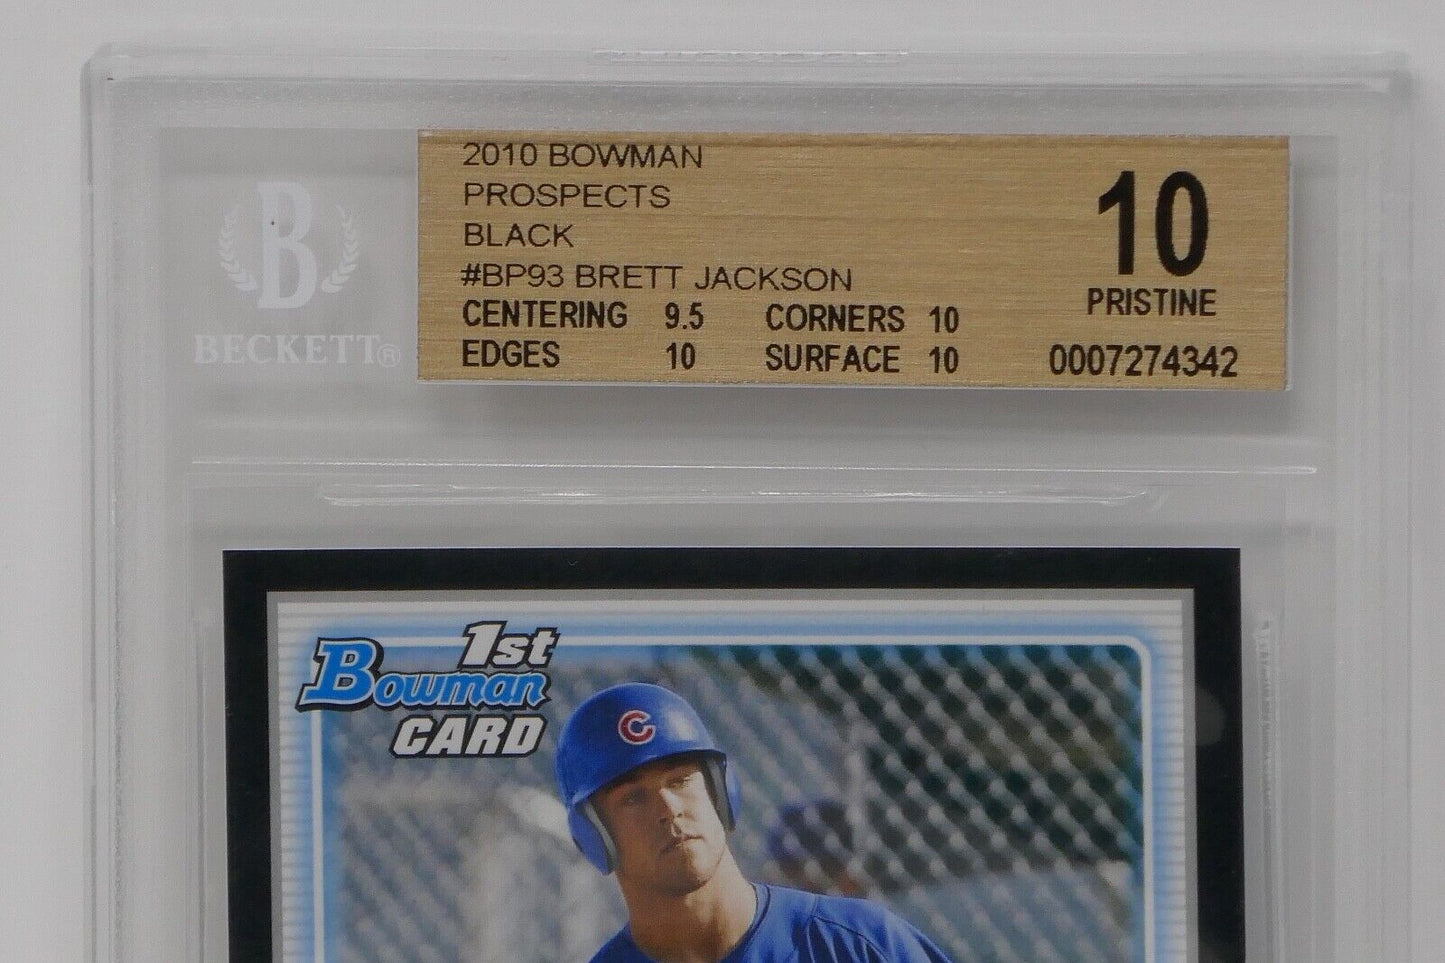 2010 BOWMAN
PROSPECTS
BLACK
#BP93 BRETT JACKSON
CENTERING 9.5 CORNERS 10
EDGES 10 SURFACE 10
10
PRISTINE
0007274342
B
BECKETT®
1st
Bowman
CARD
C